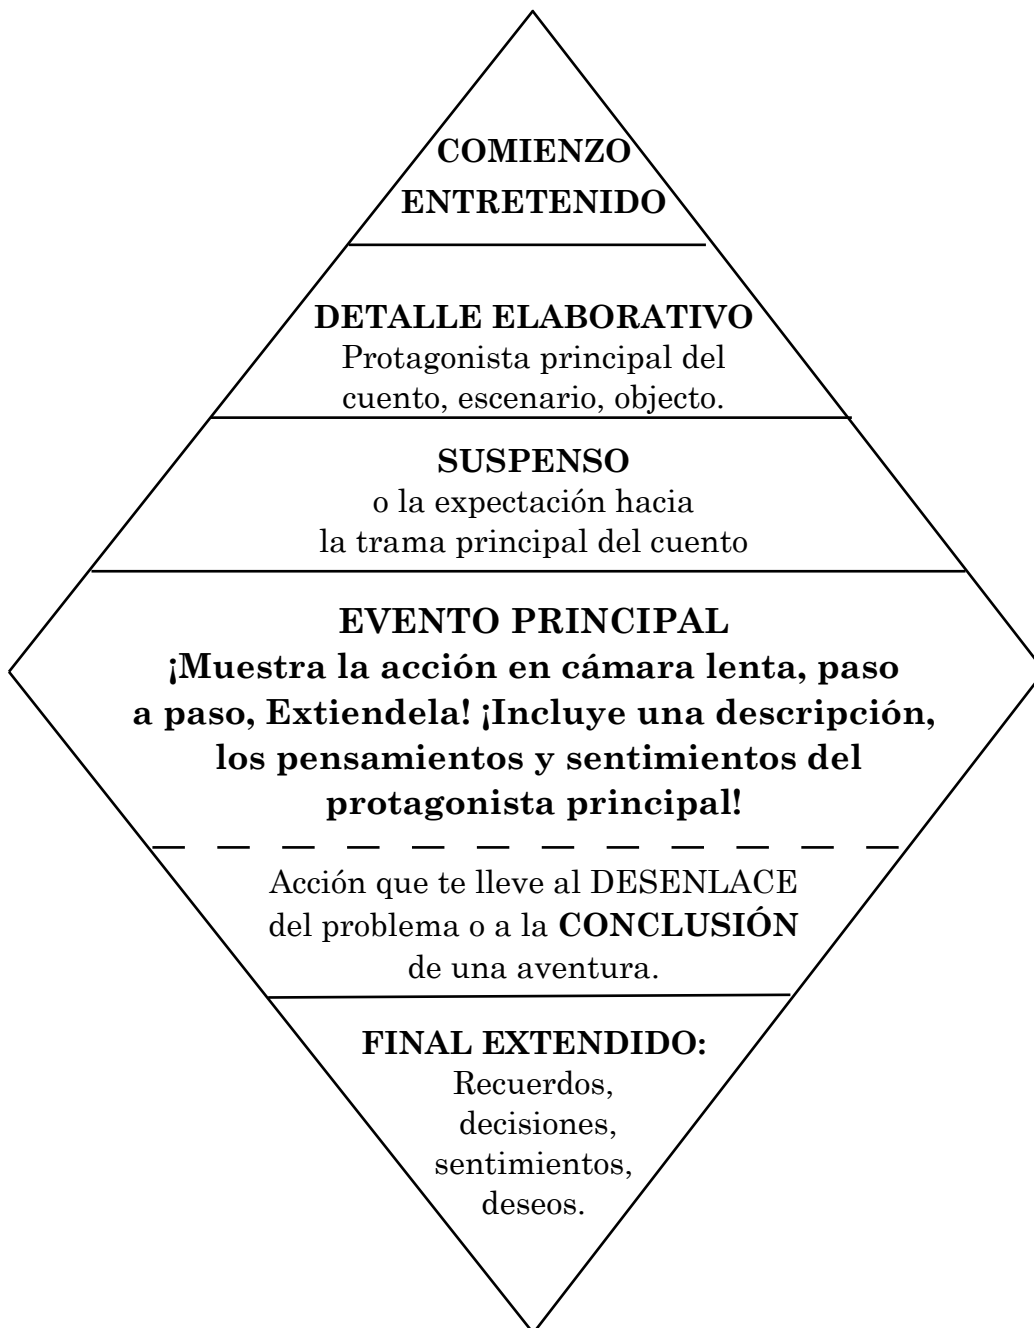 COMIENZO
ENTRETENIDO
DETALLE ELABORATIVO
Protagonista principal del
cuento, escenario, objecto.
SUSPENSO
o la expectación hacia
la trama principal del cuento
EVENTO PRINCIPAL
¡Muestra la acción en cámara lenta, paso
a paso, Extiendela! ¡Incluye una descripción,
los pensamientos y sentimientos del
protagonista principal!
Acción que te lleve al DESENLACE
del problema o a la CONCLUSIÓN
de una aventura.
FINAL EXTENDIDO:
Recuerdos,
decisiones,
sentimientos,
deseos.